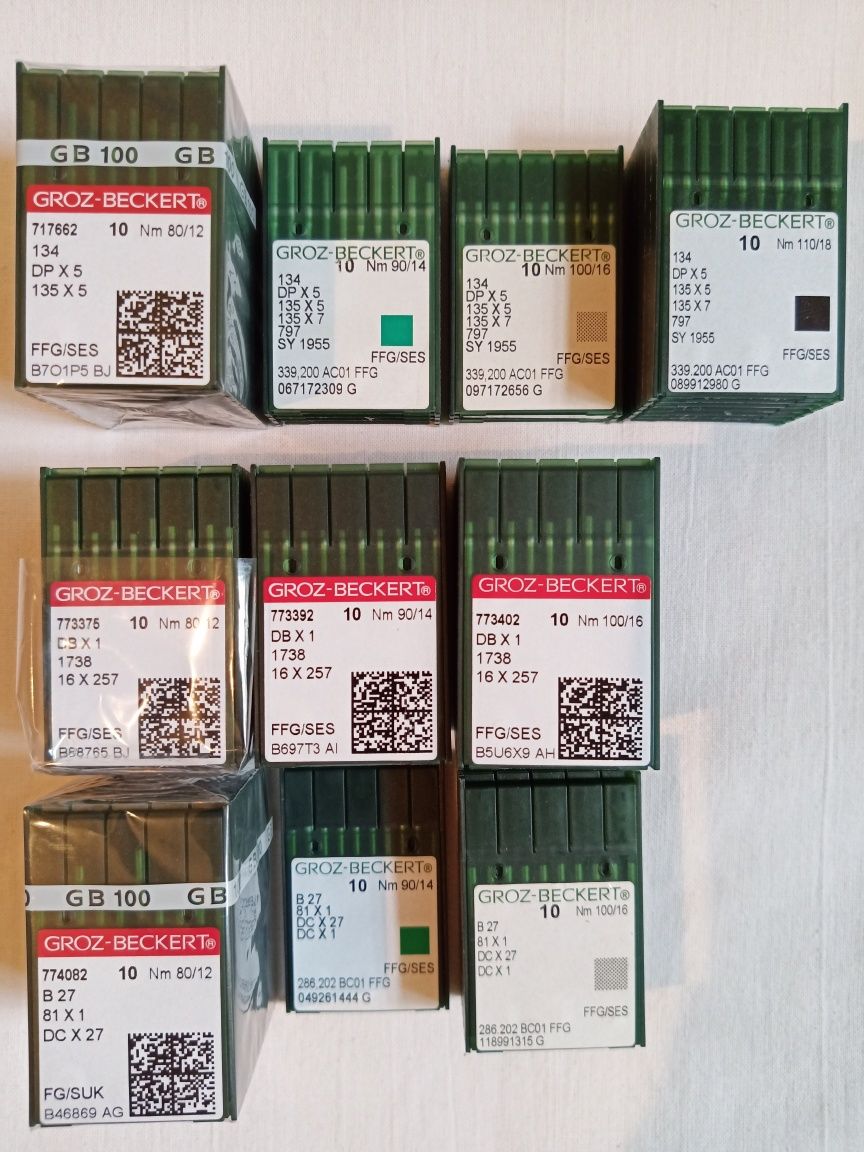 GB 100 GB
GROZ-BECKERT®
717662 10 Nm 80/12
134
DP X 5
135 X 5
FFG/SES
B7O1P5 BJ
GROZ-BECKERT®
10 Nm 90/14
134
DP X 5
135 X 5
135 X 7
797
SY 1955
FFG/SES
339,200 AC01 FFG
067172309 G
GROZ-BECKERT®
10 Nm 100/16
134
DP X 5
135 X 5
135 X 7
797
SY 1955
FFG/SES
339,200 AC01 FFG
097172656 G
GROZ-BECKERT®
10 Nm 110/18
134
DP X 5
135 X 5
135 X 7
797
SY 1955
FFG/SES
339,200 AC01 FFG
089912980 G
GROZ-BECKERT®
773375 10 Nm 80/12
DB X 1
1738
16 X 257
FFG/SES
B68765 BJ
GROZ-BECKERT®
773392 10 Nm 90/14
DB X 1
1738
16 X 257
FFG/SES
B697T3 AI
GROZ-BECKERT®
773402 10 Nm 100/16
DB X 1
1738
16 X 257
FFG/SES
B5U6X9 AH
GB 100 GB
GROZ-BECKERT®
774082 10 Nm 80/12
B 27
81 X 1
DC X 27
FG/SUK
B46869 AG
GROZ-BECKERT®
10 Nm 90/14
B 27
81 X 1
DC X 27
DC X 1
FFG/SES
286,202 BC01 FFG
049261444 G
GROZ-BECKERT®
10 Nm 100/16
B 27
81 X 1
DC X 27
DC X 1
FFG/SES
286,202 BC01 FFG
118991315 G